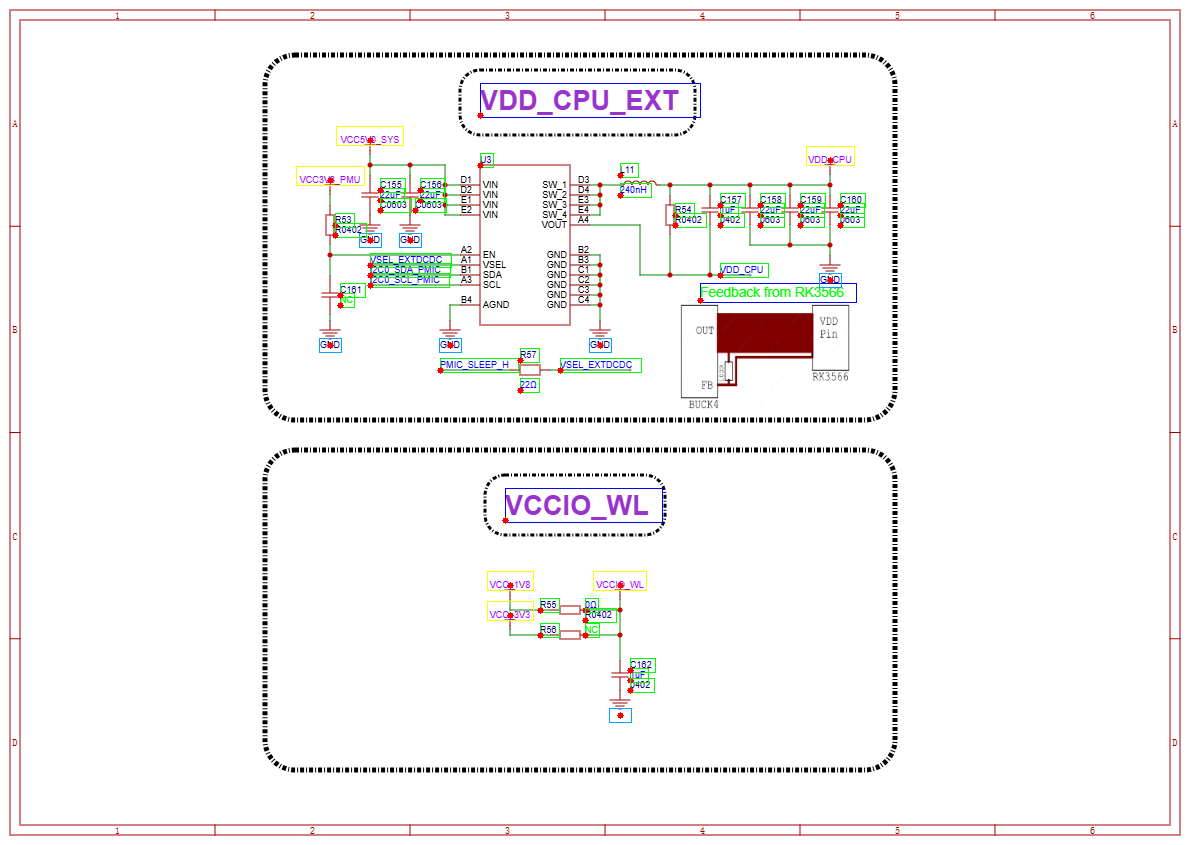 1 2 3 4 5 6
A A
VDD_CPU_EXT
VCC5V0_SYS
VCC3V3_PMU
U3
L11
240nH
VDD_CPU
D1 VIN
D2 VIN
E1 VIN
E2 VIN
A2 EN
A1 VSEL
B1 SDA
A3 SCL
B4 AGND
SW_1 D3
SW_2 D4
SW_3 E3
SW_4 E4
VOUT A4
GND B2
GND B3
GND C1
GND C2
GND C3
GND C4
C155
22uF
C0603
C156
22uF
C0603
R53
R0402
GND GND
VSEL_EXTDCDC
I2C0_SDA_PMIC
I2C0_SCL_PMIC
C161
NC
GND GND GND
R54
R0402
C157
1uF
0402
C158
22uF
0603
C159
22uF
0603
C160
22uF
0603
VDD_CPU
GND
Feedback from RK3566
OUT
VDD
Pin
FB
BUCK4
RK3566
R57
PMIC_SLEEP_H VSEL_EXTDCDC
22Ω
B B
VCCIO_WL
C C
VCC_1V8 VCCIO_WL
R55 0Ω
R0402
VCC_3V3
R56 NC
C162
1uF
0402
D D
1 2 3 4 5 6